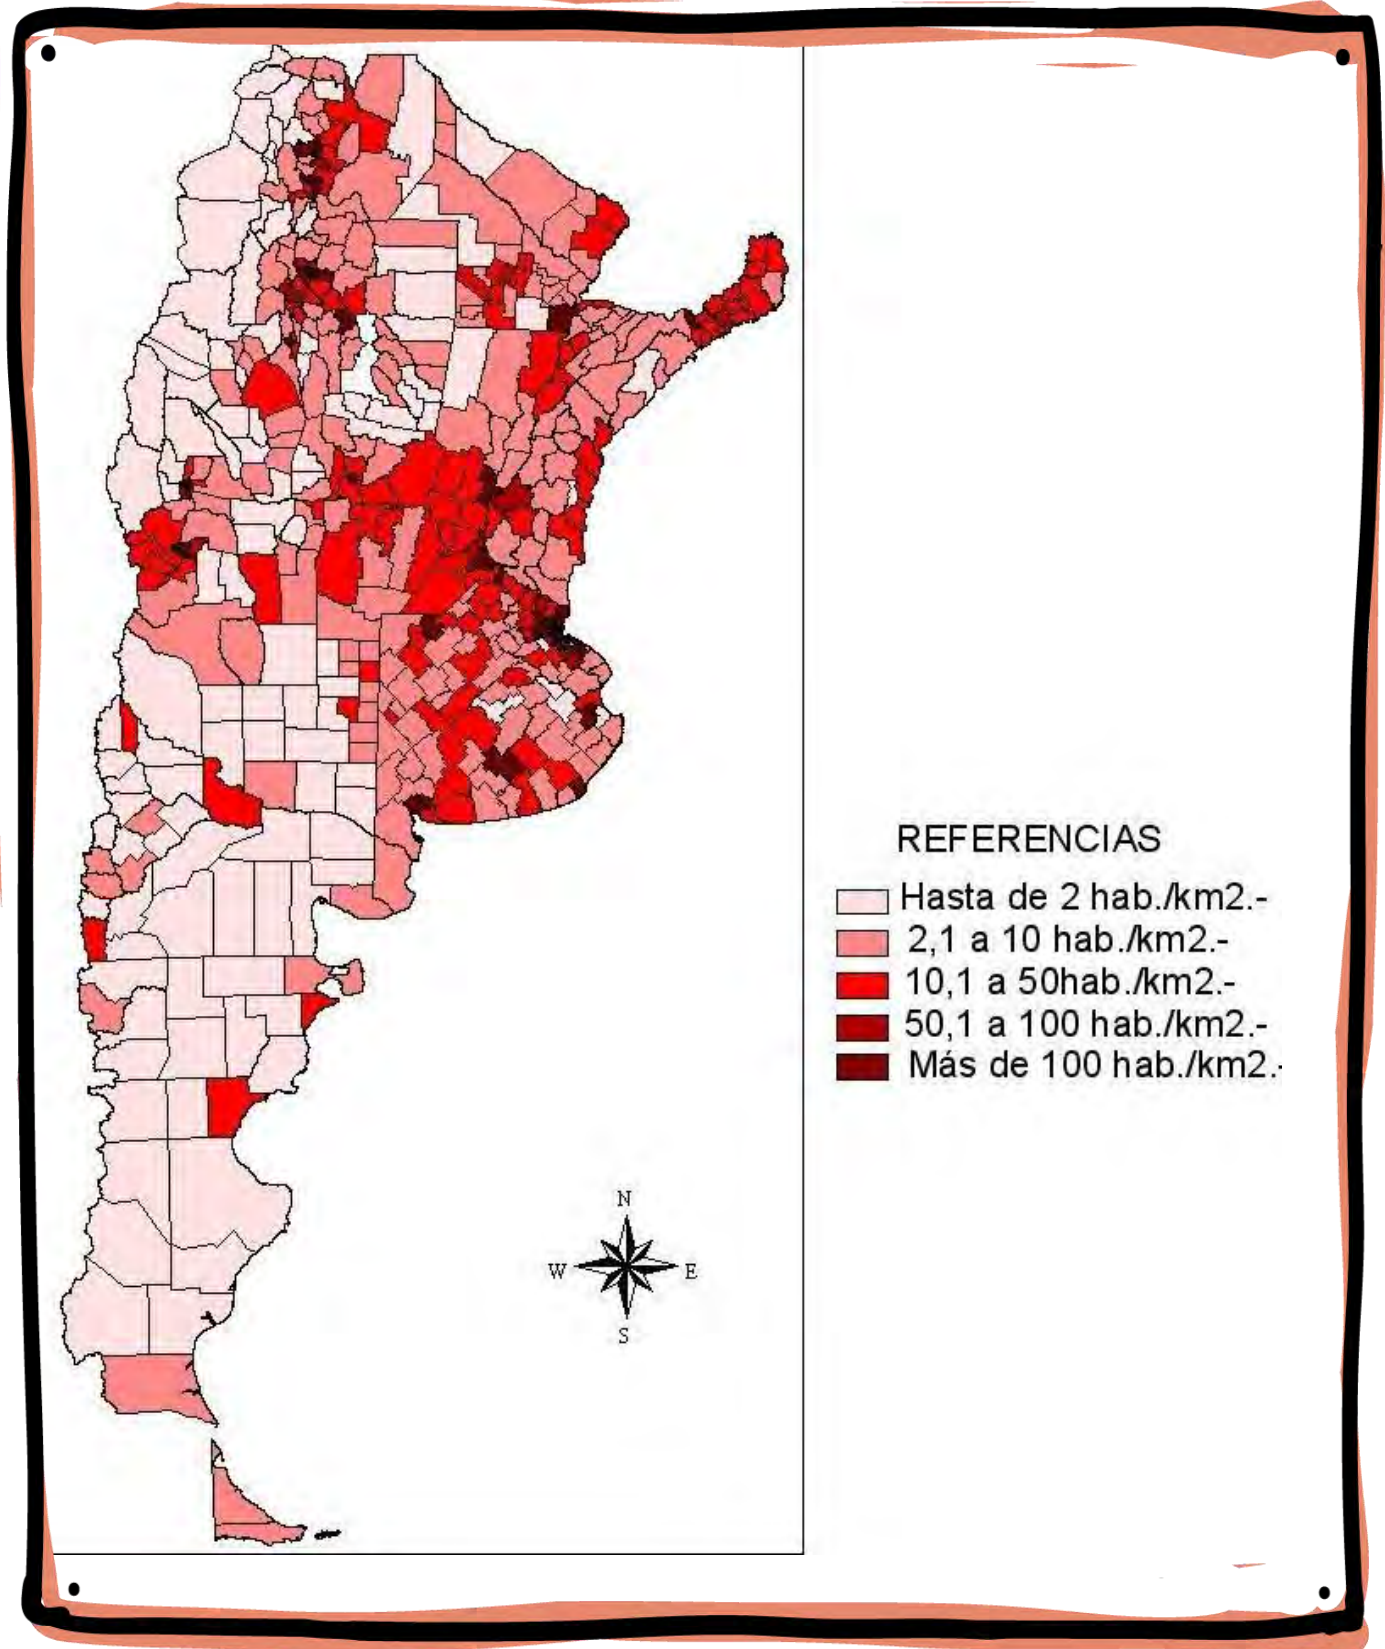 REFERENCIAS
Hasta de 2 hab./km2.-
2,1 a 10 hab./km2.-
10,1 a 50hab./km2.-
50,1 a 100 hab./km2.-
Más de 100 hab./km2.-
N
W E
S